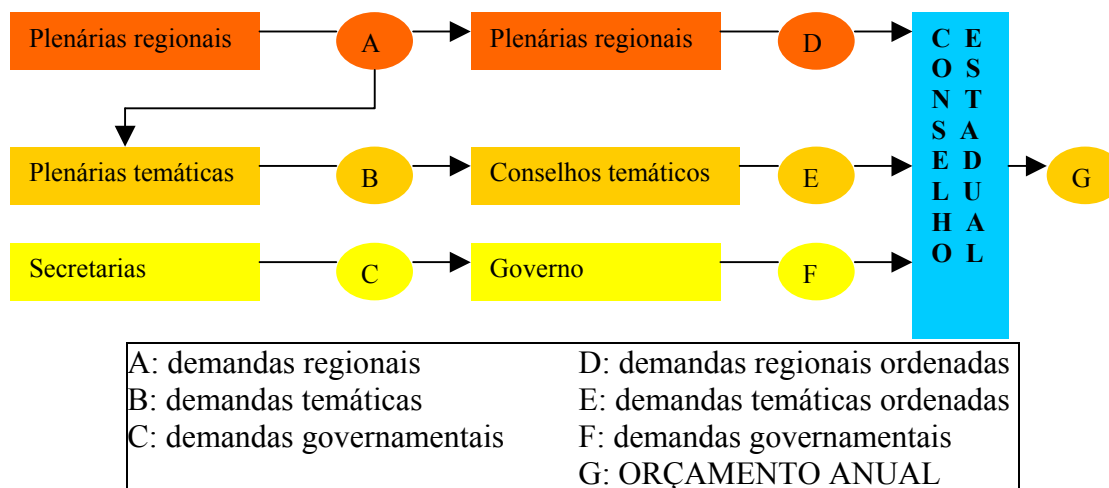 Plenárias regionais
A
Plenárias regionais
D
Plenárias temáticas
B
Conselhos temáticos
E
Secretarias
C
Governo
F
CONSELHO
ESTADUAL
G
A: demandas regionais
D: demandas regionais ordenadas
B: demandas temáticas
E: demandas temáticas ordenadas
C: demandas governamentais
F: demandas governamentais
G: ORÇAMENTO ANUAL